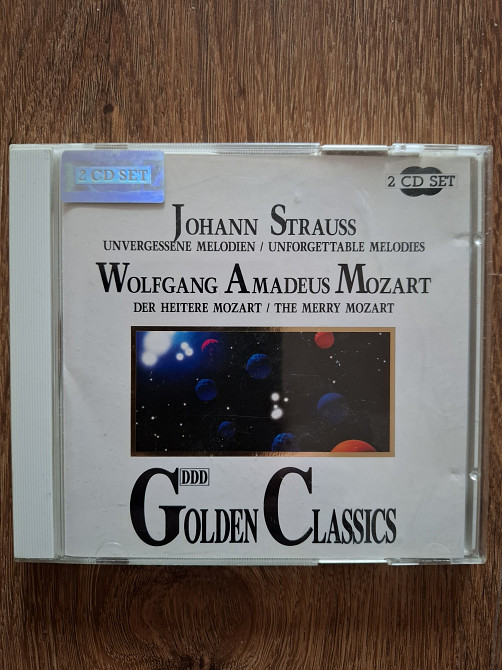 2 CD SET
2 CD SET
JOHANN STRAUSS
UNVERGESSENE MELODIEN / UNFORGETTABLE MELODIES
WOLFGANG AMADEUS MOZART
DER HEITERE MOZART / THE MERRY MOZART
DDD
GOLDEN CLASSICS